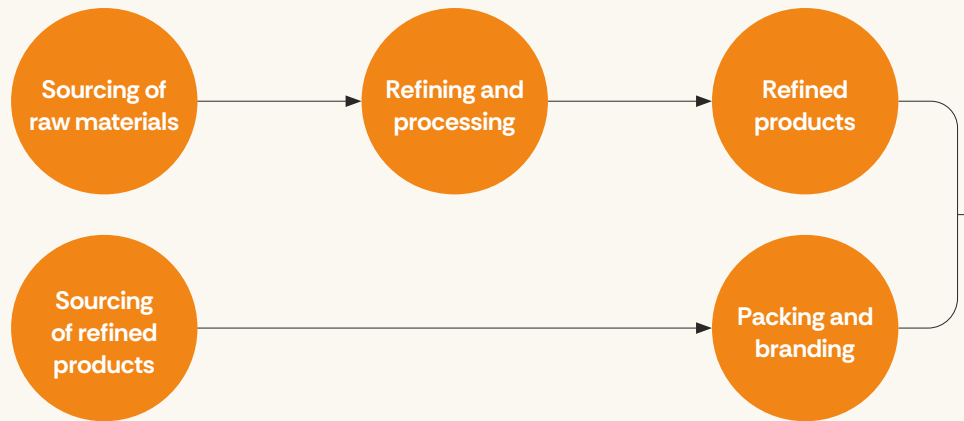 Sourcing of
raw materials
Refining and
processing
Refined
products
Sourcing
of refined
products
Packing and
branding